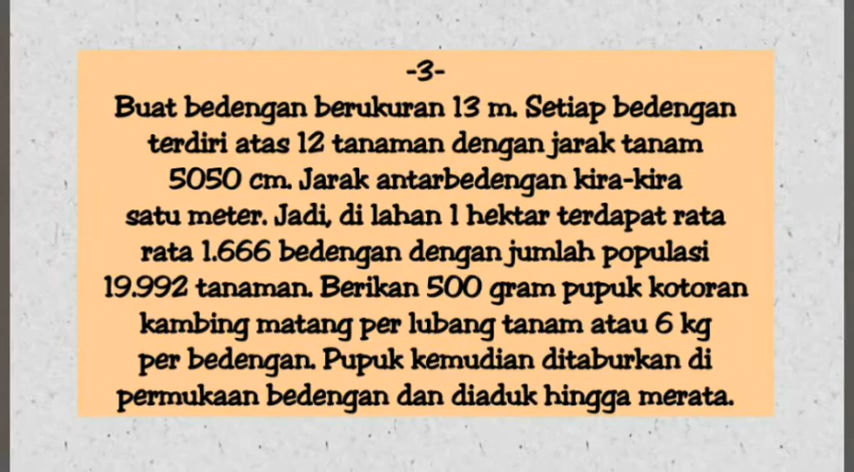 -3-
Buat bedengan berukuran 13 m. Setiap bedengan
terdiri atas 12 tanaman dengan jarak tanam
5050 cm. Jarak antarbedengan kira-kira
satu meter. Jadi, di lahan 1 hektar terdapat rata
rata 1.666 bedengan dengan jumlah populasi
19.992 tanaman. Berikan 500 gram pupuk kotoran
kambing matang per lubang tanam atau 6 kg
per bedengan. Pupuk kemudian ditaburkan di
permukaan bedengan dan diaduk hingga merata.